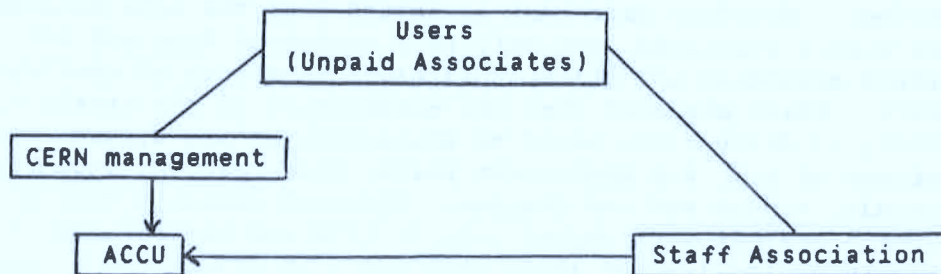 Users
(Unpaid Associates)
CERN management
ACCU
Staff Association